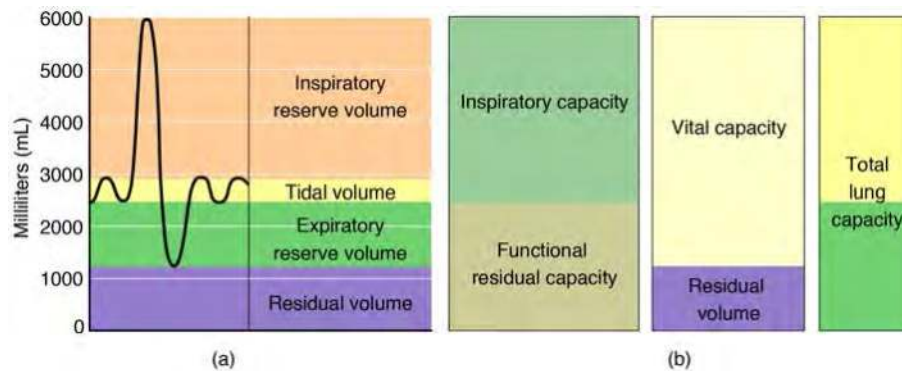 6000
5000
4000
3000
2000
1000
0
Milliliters (mL)
Inspiratory
reserve volume
Tidal volume
Expiratory
reserve volume
Residual volume
(a)
Inspiratory capacity
Functional
residual capacity
Vital capacity
Residual
volume
Total
lung
capacity
(b)